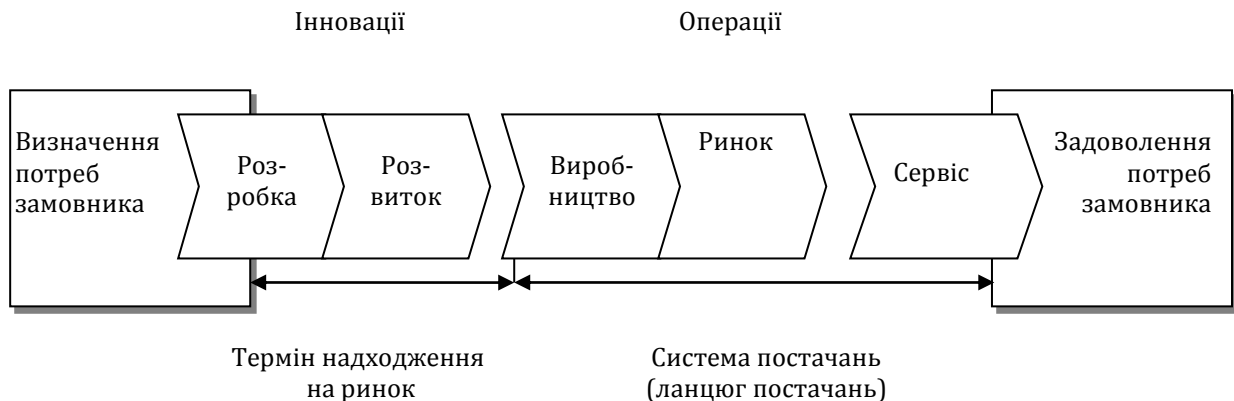 Інновації
Операції
Визначення
потреб
замовника
Роз-
робка
Роз-
виток
Вироб-
ництво
Ринок
Сервіс
Задоволення
потреб
замовника
Термін надходження
на ринок
Система постачань
(ланцюг постачань)